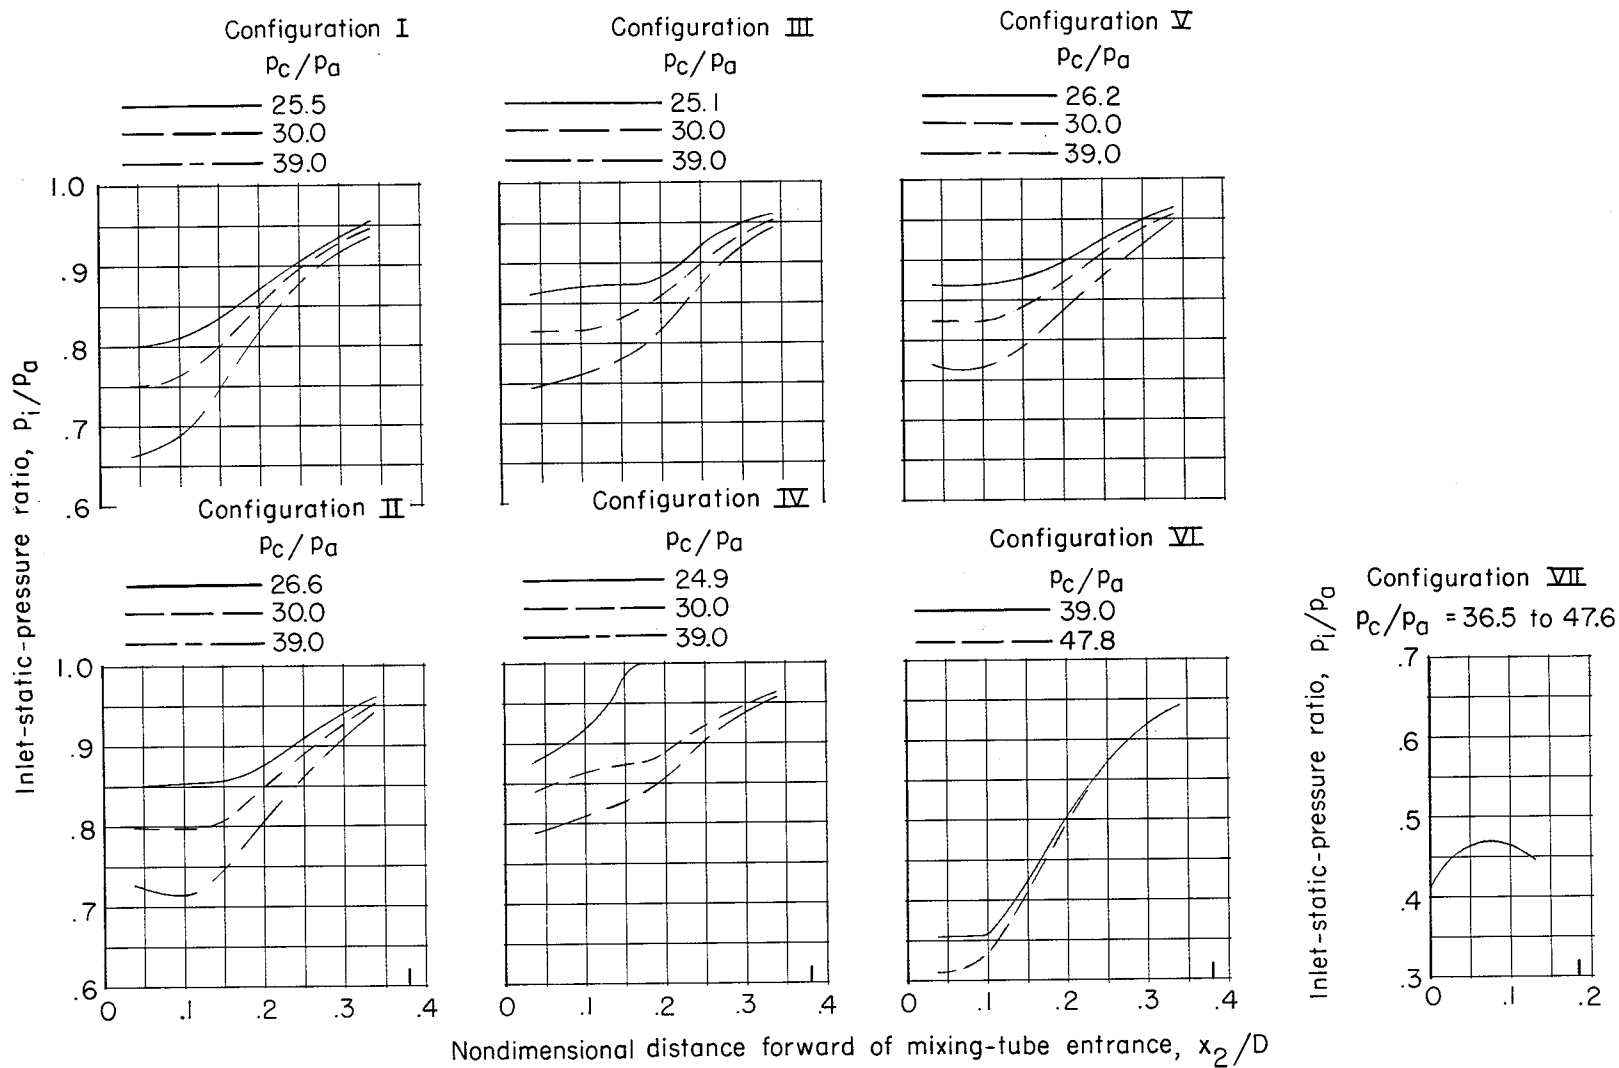 Configuration I
pc/pa
25.5
30.0
39.0
Configuration III
pc/pa
25.1
30.0
39.0
Configuration V
pc/pa
26.2
30.0
39.0
1.0
.9
.8
.7
.6
Inlet-static-pressure ratio, pi/pa
Configuration II
pc/pa
26.6
30.0
39.0
Configuration IV
pc/pa
24.9
30.0
39.0
Configuration VI
pc/pa
39.0
47.8
Configuration VII
pc/pa = 36.5 to 47.6
1.0
.9
.8
.7
.6
0 .1 .2 .3 .4
0 .1 .2 .3 .4
0 .1 .2 .3 .4
Inlet-static-pressure ratio, pi/pa
.7
.6
.5
.4
.3
0 .1 .2
Nondimensional distance forward of mixing-tube entrance, x2/D